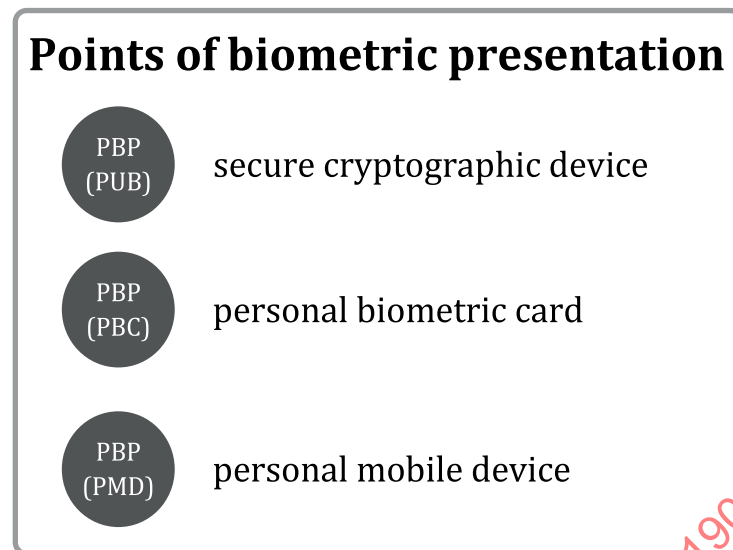 Points of biometric presentation
PBP
(PUB)
secure cryptographic device
PBP
(PBC)
personal biometric card
PBP
(PMD)
personal mobile device
190